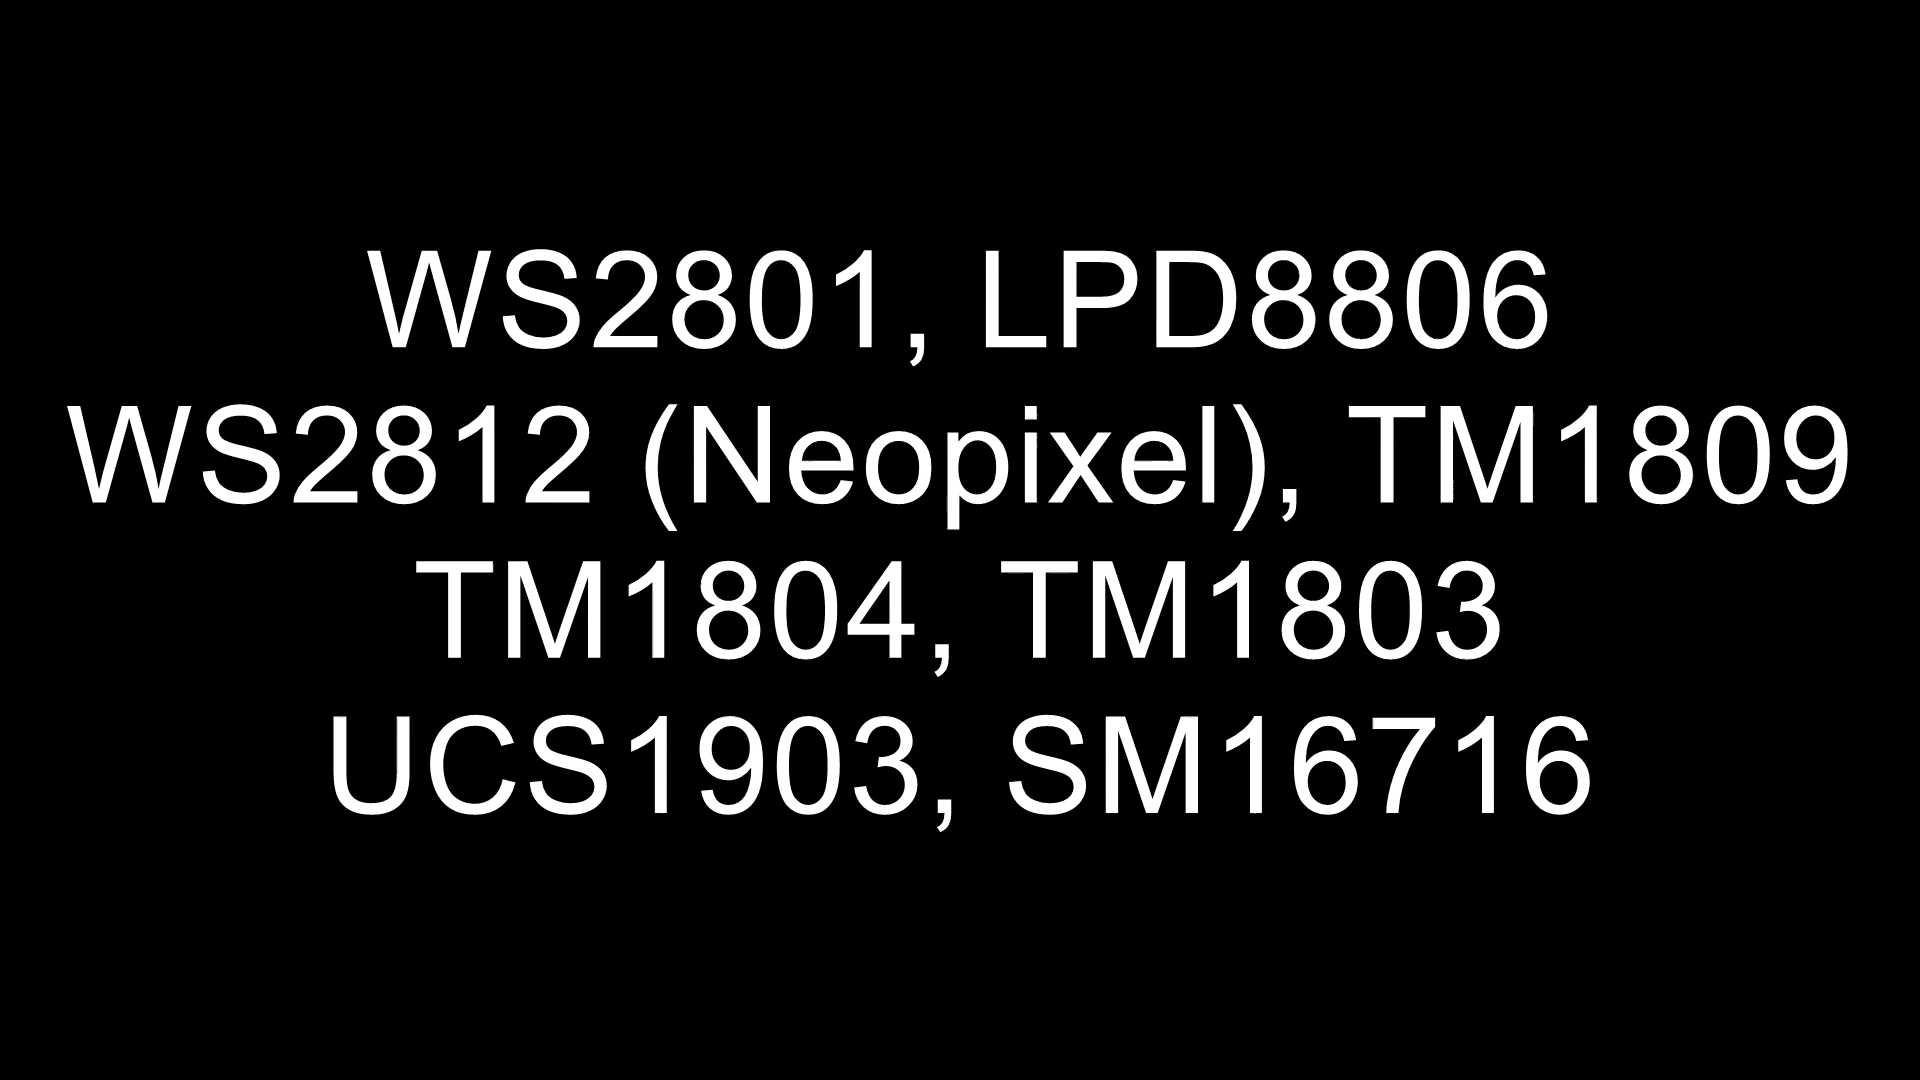 WS2801, LPD8806
WS2812 (Neopixel), TM1809
TM1804, TM1803
UCS1903, SM16716